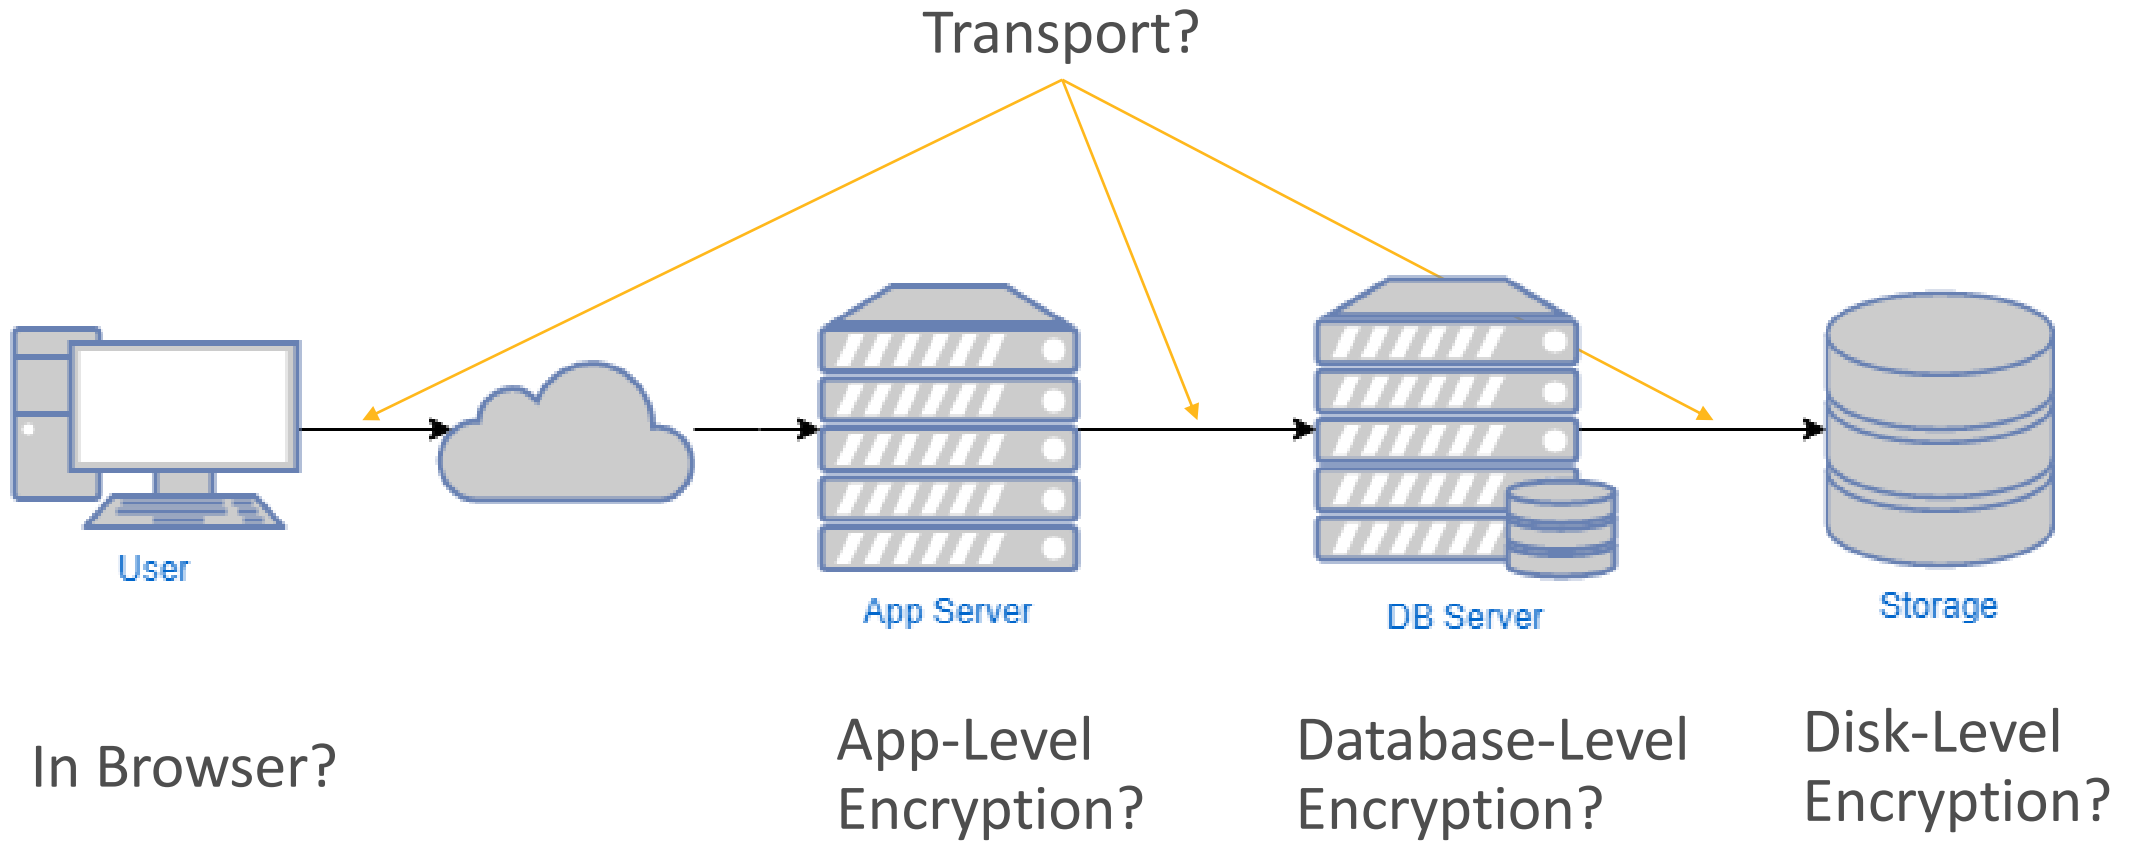 Transport?
User
App Server
DB Server
Storage
In Browser?
App-Level
Encryption?
Database-Level
Encryption?
Disk-Level
Encryption?